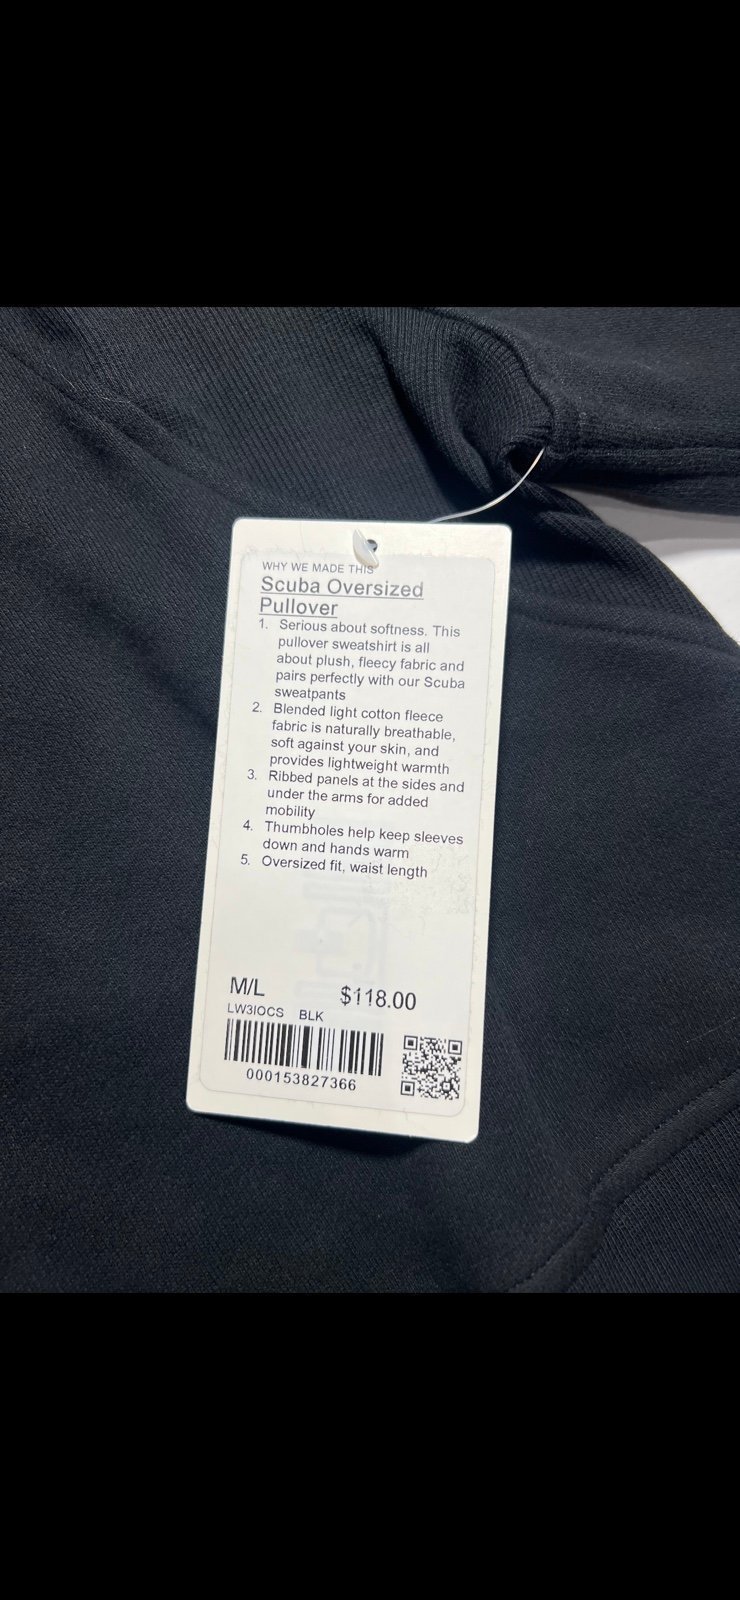 WHY WE MADE THIS
Scuba Oversized
Pullover
1. Serious about softness. This
pullover sweatshirt is all
about plush, fleecy fabric and
pairs perfectly with our Scuba
sweatpants
2. Blended light cotton fleece
fabric is naturally breathable,
soft against your skin, and
provides lightweight warmth
3. Ribbed panels at the sides and
under the arms for added
mobility
4. Thumbholes help keep sleeves
down and hands warm
5. Oversized fit, waist length
M/L $118.00
LW3IOCS BLK
000153827366